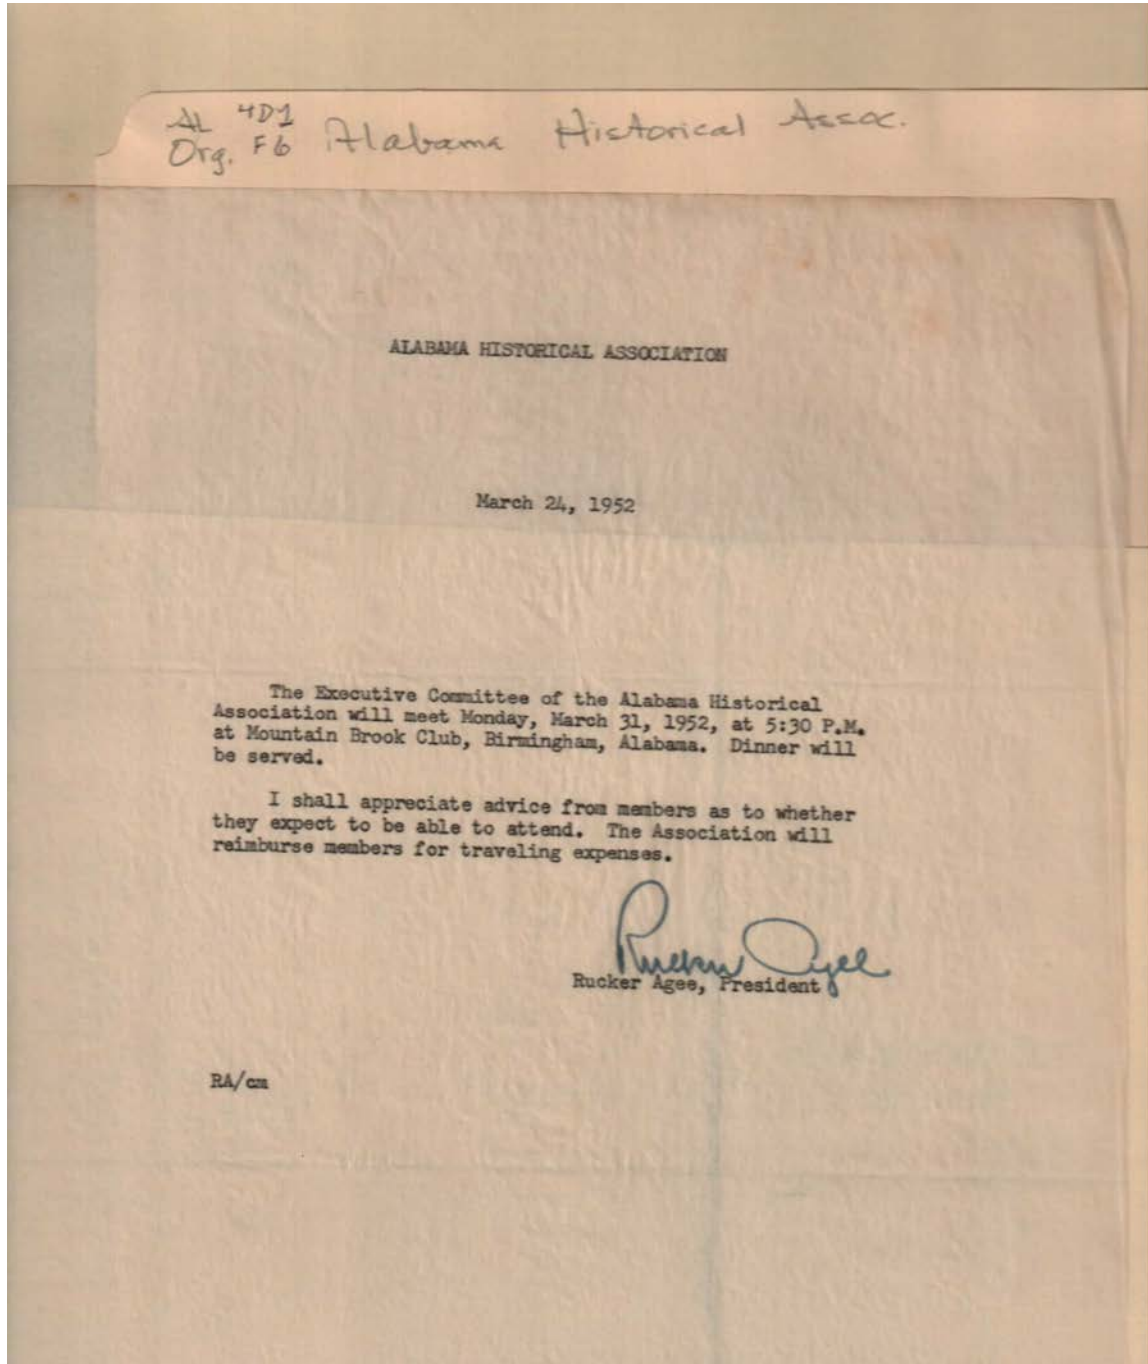 AL 4D1
Org. F6 Alabama Historical Assoc.
ALABAMA HISTORICAL ASSOCIATION
March 24, 1952
The Executive Committee of the Alabama Historical
Association will meet Monday, March 31, 1952, at 5:30 P.M.
at Mountain Brook Club, Birmingham, Alabama. Dinner will
be served.
I shall appreciate advice from members as to whether
they expect to be able to attend. The Association will
reimburse members for traveling expenses.
Rucker Agee
Rucker Agee, President
RA/cm